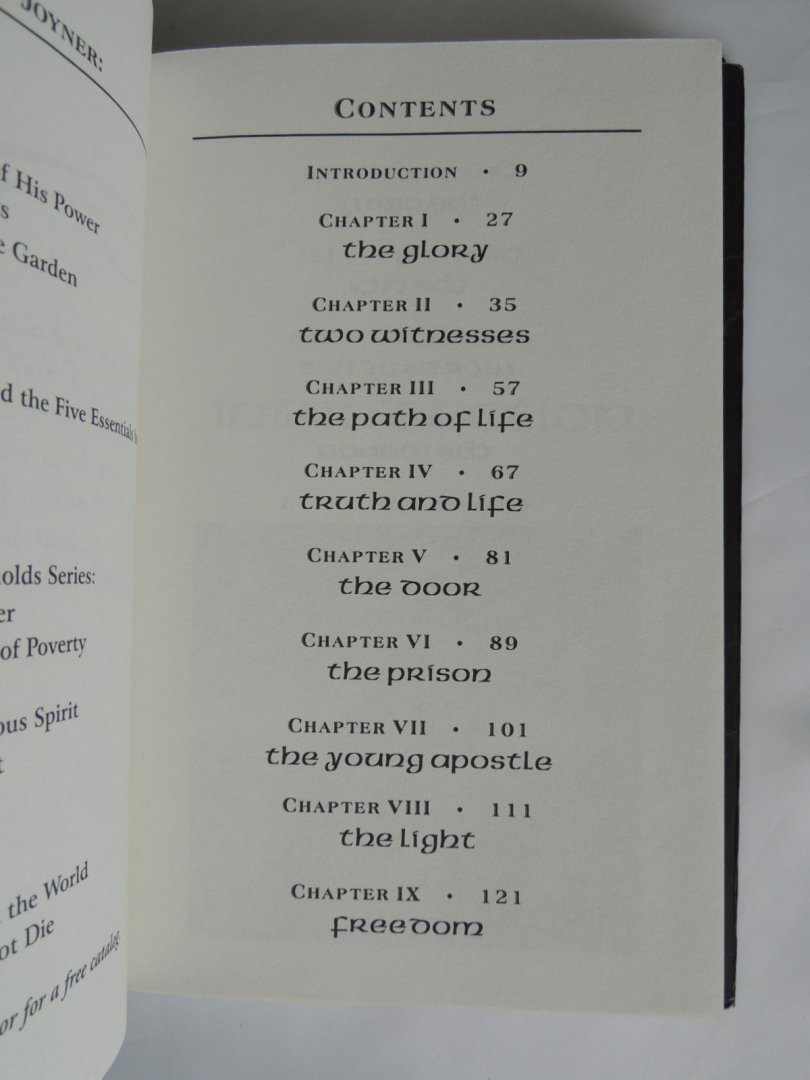 JOYNER:
f His Power
s
e Garden
d the Five Essentials
olds Series:
er
of Poverty
ous Spirit
t
the World
ot Die
or for a free catalog.
CONTENTS
INTRODUCTION • 9
CHAPTER I • 27
the glory
CHAPTER II • 35
two witnesses
CHAPTER III • 57
the path of life
CHAPTER IV • 67
truth and life
CHAPTER V • 81
the door
CHAPTER VI • 89
the prison
CHAPTER VII • 101
the young apostle
CHAPTER VIII • 111
the light
CHAPTER IX • 121
freedom